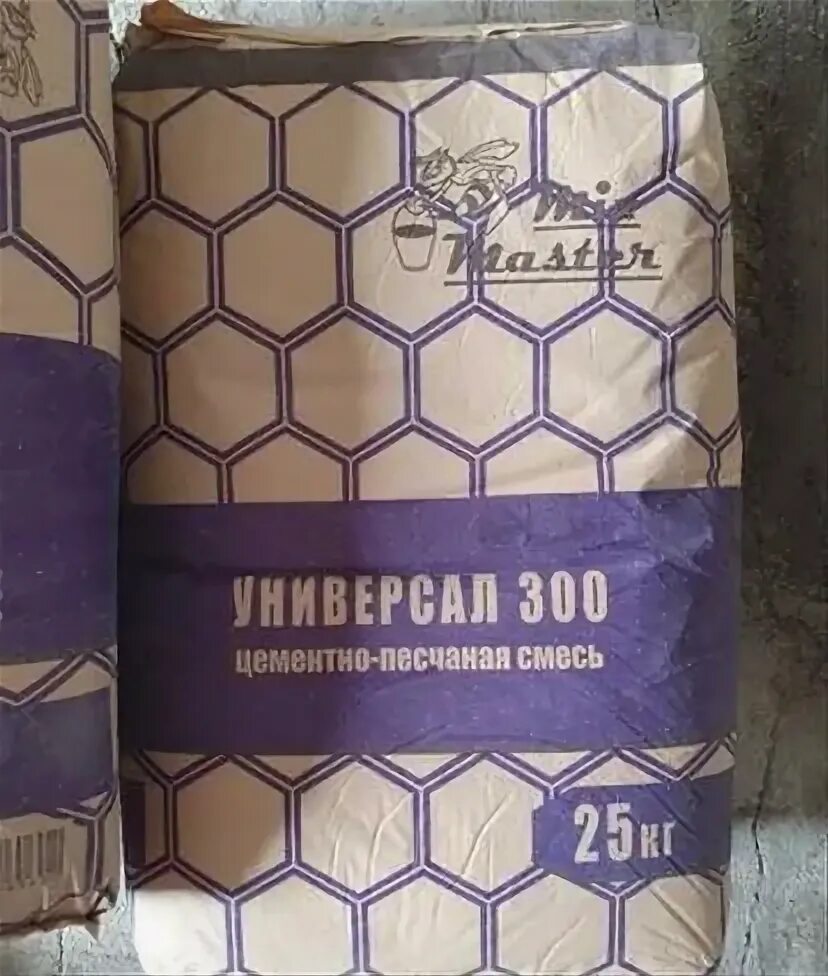 Mix
Master
УНИВЕРСАЛ 300
цементно-песчаная смесь
25кг